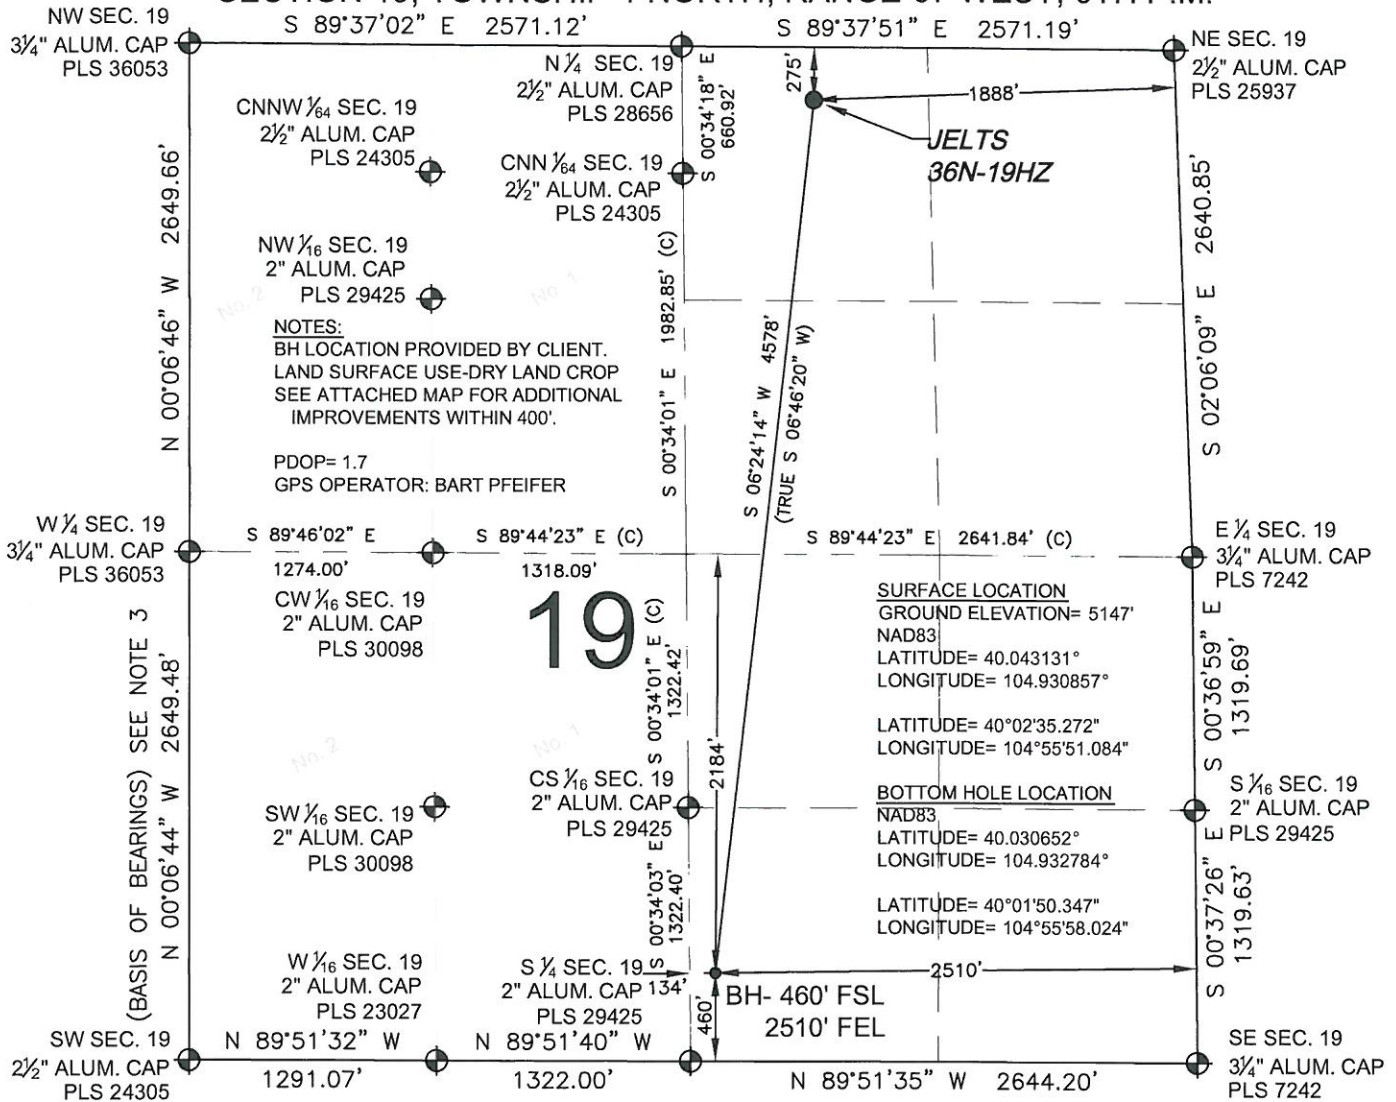 S 89°37'02" E 2571.12'
S 89°37'51" E 2571.19'
NW SEC. 19
3¼" ALUM. CAP
PLS 36053
N ¼ SEC. 19
2½" ALUM. CAP
PLS 28656
NE SEC. 19
2½" ALUM. CAP
PLS 25937
275'
1888'
S 00°34'18" E
660.92'
CNNW 1/64 SEC. 19
2½" ALUM. CAP
PLS 24305
CNN 1/64 SEC. 19
2½" ALUM. CAP
PLS 24305
JELTS
36N-19HZ
N 00°06'46" W 2649.66'
NW 1/16 SEC. 19
2" ALUM. CAP
PLS 29425
No. 2
No. 1
S 00°34'01" E 1982.85' (C)
S 06°24'14" W 4578'
(TRUE S 06°46'20" W)
S 02°06'09" E 2640.85'
NOTES:
BH LOCATION PROVIDED BY CLIENT.
LAND SURFACE USE-DRY LAND CROP
SEE ATTACHED MAP FOR ADDITIONAL
IMPROVEMENTS WITHIN 400'.
PDOP= 1.7
GPS OPERATOR: BART PFEIFER
W ¼ SEC. 19
3¼" ALUM. CAP
PLS 36053
S 89°46'02" E
1274.00'
S 89°44'23" E (C)
1318.09'
S 89°44'23" E 2641.84' (C)
E ¼ SEC. 19
3¼" ALUM. CAP
PLS 7242
CW 1/16 SEC. 19
2" ALUM. CAP
PLS 30098
19
S 00°34'01" E (C)
1322.42'
SURFACE LOCATION
GROUND ELEVATION= 5147'
NAD83
LATITUDE= 40.043131°
LONGITUDE= 104.930857°
LATITUDE= 40°02'35.272"
LONGITUDE= 104°55'51.084"
S 00°36'59" E
1319.69'
(BASIS OF BEARINGS) SEE NOTE 3
N 00°06'44" W 2649.48'
No. 2
No. 1
2184'
CS 1/16 SEC. 19
2" ALUM. CAP
PLS 29425
SW 1/16 SEC. 19
2" ALUM. CAP
PLS 30098
BOTTOM HOLE LOCATION
NAD83
LATITUDE= 40.030652°
LONGITUDE= 104.932784°
LATITUDE= 40°01'50.347"
LONGITUDE= 104°55'58.024"
S 1/16 SEC. 19
2" ALUM. CAP
PLS 29425
S 00°34'03" E
1322.40'
S 00°37'26" E
1319.63'
W 1/16 SEC. 19
2" ALUM. CAP
PLS 23027
S ¼ SEC. 19
2" ALUM. CAP
PLS 29425
134'
460'
2510'
BH- 460' FSL
2510' FEL
SW SEC. 19
2½" ALUM. CAP
PLS 24305
N 89°51'32" W
1291.07'
N 89°51'40" W
1322.00'
N 89°51'35" W 2644.20'
SE SEC. 19
3¼" ALUM. CAP
PLS 7242